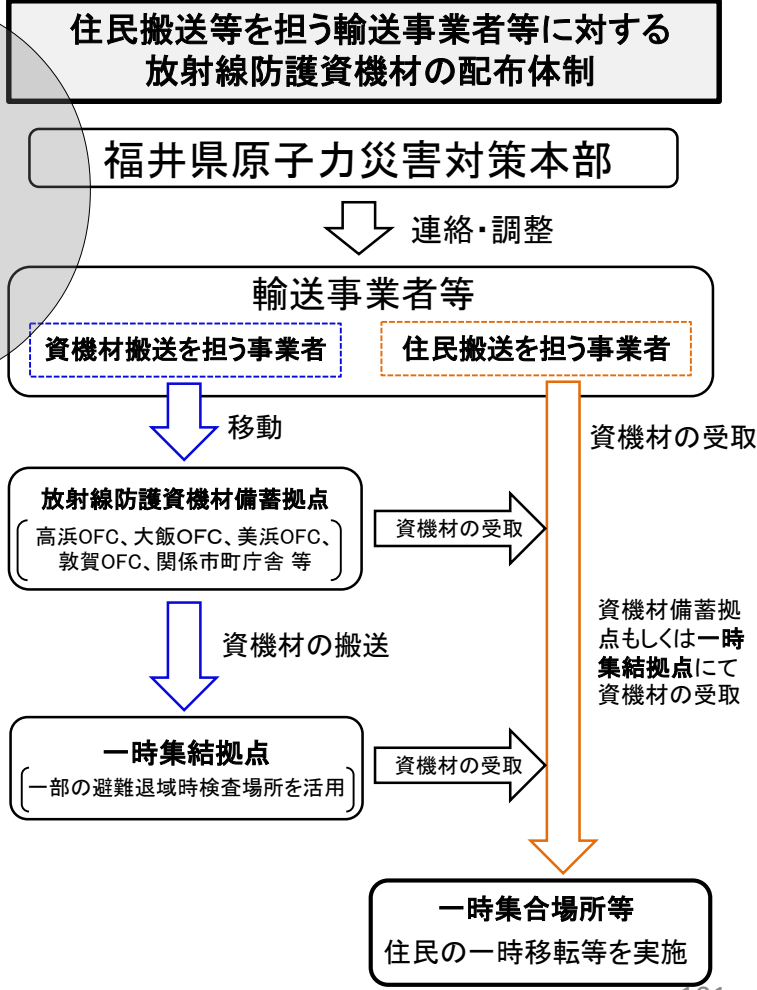 住民搬送等を担う輸送事業者等に対する
放射線防護資機材の配布体制
福井県原子力災害対策本部
連絡・調整
輸送事業者等
資機材搬送を担う事業者
住民搬送を担う事業者
移動
資機材の受取
放射線防護資機材備蓄拠点
高浜OFC、大飯OFC、美浜OFC、
敦賀OFC、関係市町庁舎 等
資機材の受取
資機材備蓄拠
点もしくは一時
集結拠点にて
資機材の受取
資機材の搬送
一時集結拠点
一部の避難退域時検査場所を活用
資機材の受取
一時集合場所等
住民の一時移転等を実施